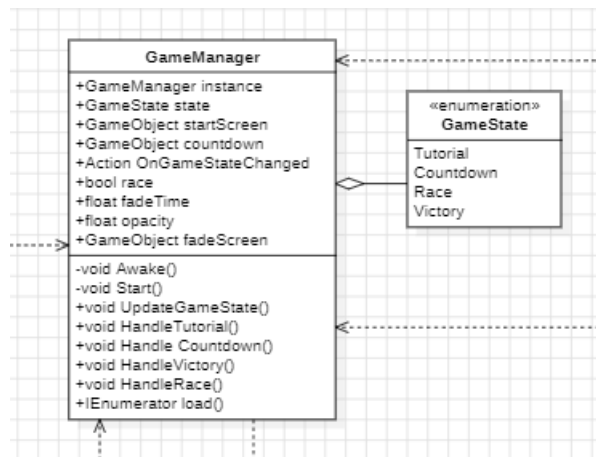 GameManager
+GameManager instance
+GameState state
+GameObject startScreen
+GameObject countdown
+Action OnGameStateChanged
+bool race
+float fadeTime
+float opacity
+GameObject fadeScreen
-void Awake()
-void Start()
+void UpdateGameState()
+void HandleTutorial()
+void Handle Countdown()
+void HandleVictory()
+void HandleRace()
+IEnumerator load()
«enumeration»
GameState
Tutorial
Countdown
Race
Victory